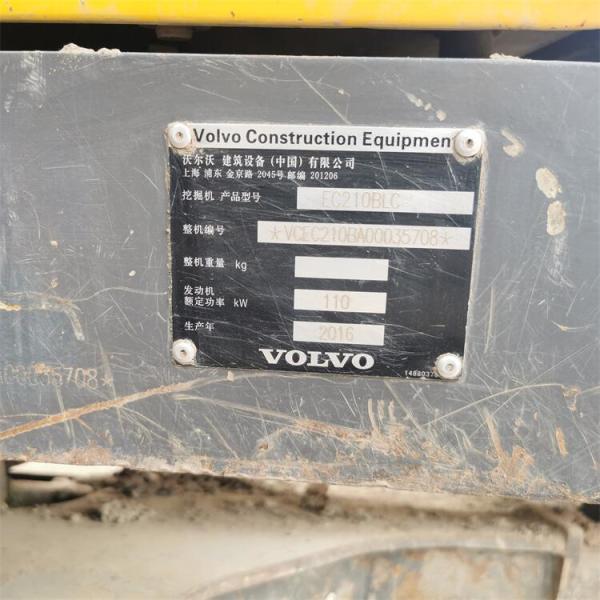 Volvo Construction Equipmen
沃尔沃 建筑设备(中国)有限公司
上海 浦东 金京路 2045号 邮编 201206
挖掘机 产品型号 EC210BLC
整机编号 *VCEC210BA00035708*
整机重量 kg
发动机
额定功率 kW 110
生产年 2016
VOLVO
A00035708*